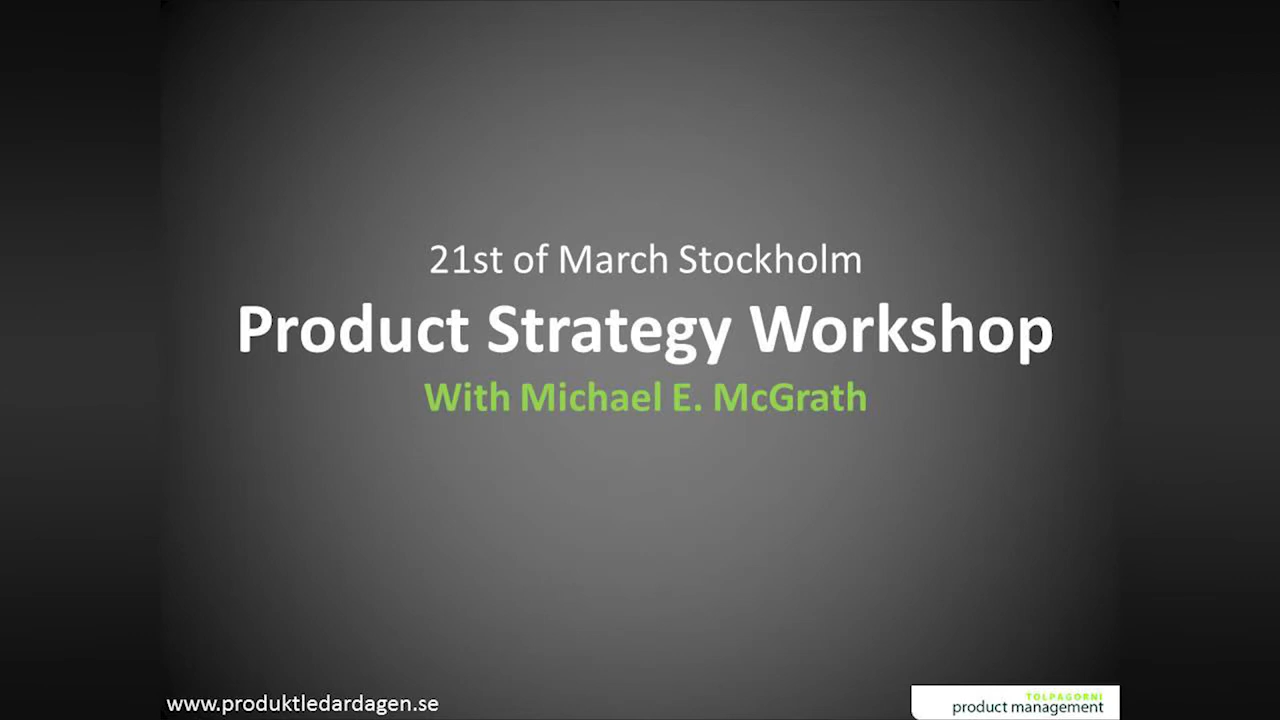 21st of March Stockholm
Product Strategy Workshop
With Michael E. McGrath
www.produktledardagen.se
TOLPAGORNI
product management